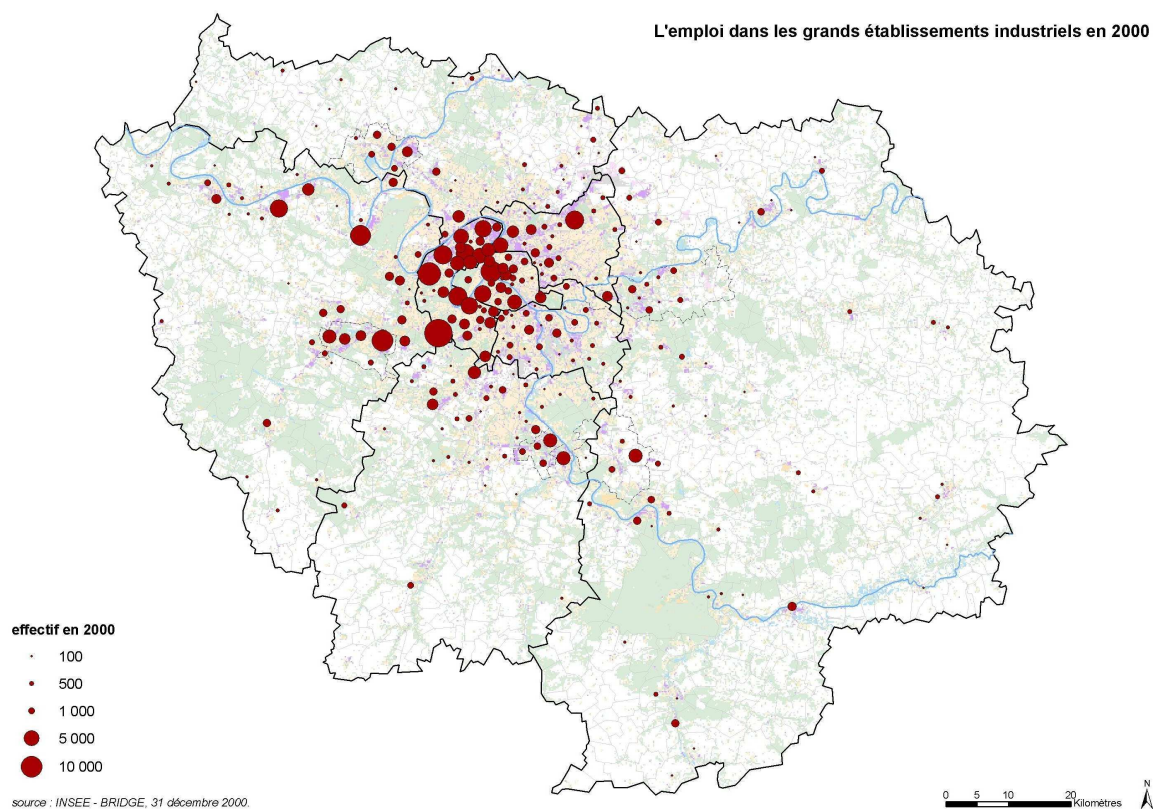 L'emploi dans les grands établissements industriels en 2000
effectif en 2000
100
500
1 000
5 000
10 000
source : INSEE - BRIDGE, 31 décembre 2000.
0 5 10 20 Kilomètres
N